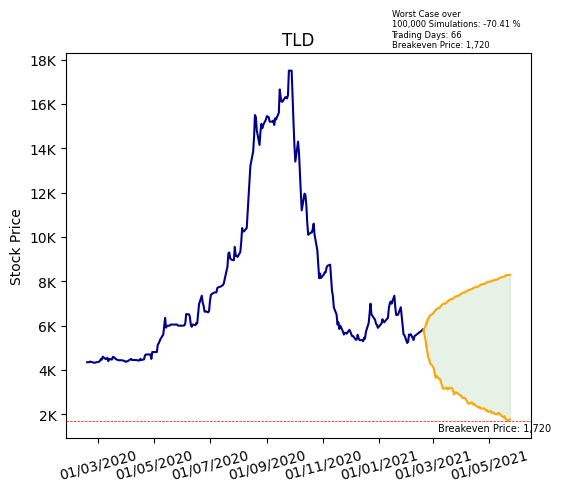 Worst Case over
100,000 Simulations: -70.41 %
Trading Days: 66
Breakeven Price: 1,720
TLD
Stock Price
18K
16K
14K
12K
10K
8K
6K
4K
2K
Breakeven Price: 1,720
01/03/2020
01/05/2020
01/07/2020
01/09/2020
01/11/2020
01/01/2021
01/03/2021
01/05/2021